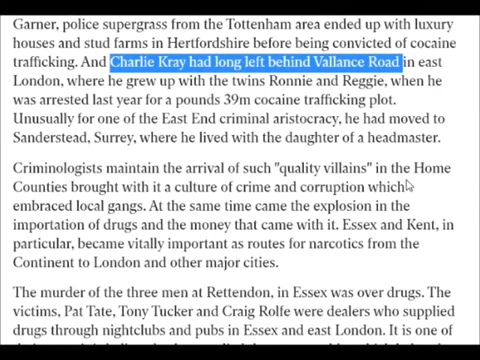 Garner, police supergrass from the Tottenham area ended up with luxury
houses and stud farms in Hertfordshire before being convicted of cocaine
trafficking. And Charlie Kray had long left behind Vallance Road in east
London, where he grew up with the twins Ronnie and Reggie, when he
was arrested last year for a pounds 39m cocaine trafficking plot.
Unusually for one of the East End criminal aristocracy, he had moved to
Sanderstead, Surrey, where he lived with the daughter of a headmaster.
Criminologists maintain the arrival of such "quality villains" in the Home
Counties brought with it a culture of crime and corruption which
embraced local gangs. At the same time came the explosion in the
importation of drugs and the money that came with it. Essex and Kent, in
particular, became vitally important as routes for narcotics from the
Continent to London and other major cities.
The murder of the three men at Rettendon, in Essex was over drugs. The
victims, Pat Tate, Tony Tucker and Craig Rolfe were dealers who supplied
drugs through nightclubs and pubs in Essex and east London. It is one of